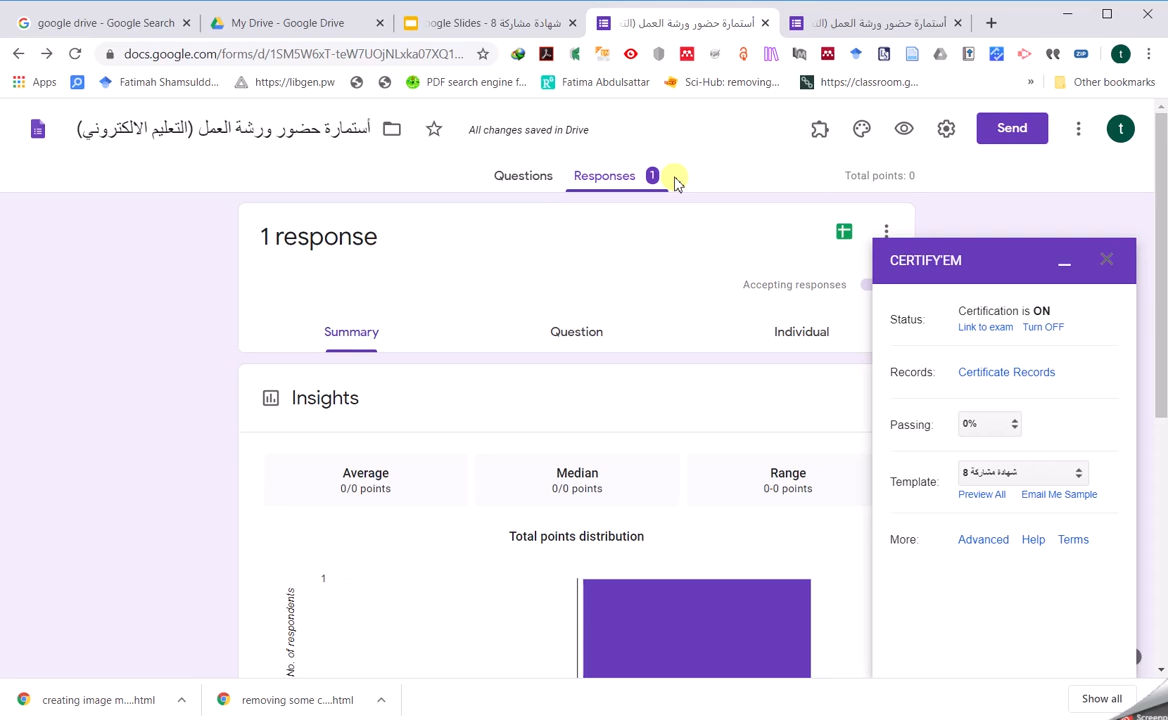 google drive - Google Search
My Drive - Google Drive
شهادة مشاركة 8 - Google Slides
أستمارة حضور ورشة العمل (الت
أستمارة حضور ورشة العمل (الت
docs.google.com/forms/d/1SM5W6xT-teW7UOjNLxka07XQ1...
ZIP
t
Apps
Fatimah Shamsuldd...
https://libgen.pw
PDF search engine f...
Fatima Abdulsattar
Sci-Hub: removing...
https://classroom.g...
»
Other bookmarks
أستمارة حضور ورشة العمل (التعليم الالكتروني)
All changes saved in Drive
Send
t
Questions
Responses 1
Total points: 0
1 response
Accepting responses
Summary
Question
Individual
Insights
Average
0/0 points
Median
0/0 points
Range
0-0 points
Total points distribution
1
No. of respondents
CERTIFY'EM
Status:
Certification is ON
Link to exam Turn OFF
Records:
Certificate Records
Passing:
0%
Template:
شهادة مشاركة 8
Preview All
Email Me Sample
More:
Advanced
Help
Terms
creating image m....html
removing some c....html
Show all